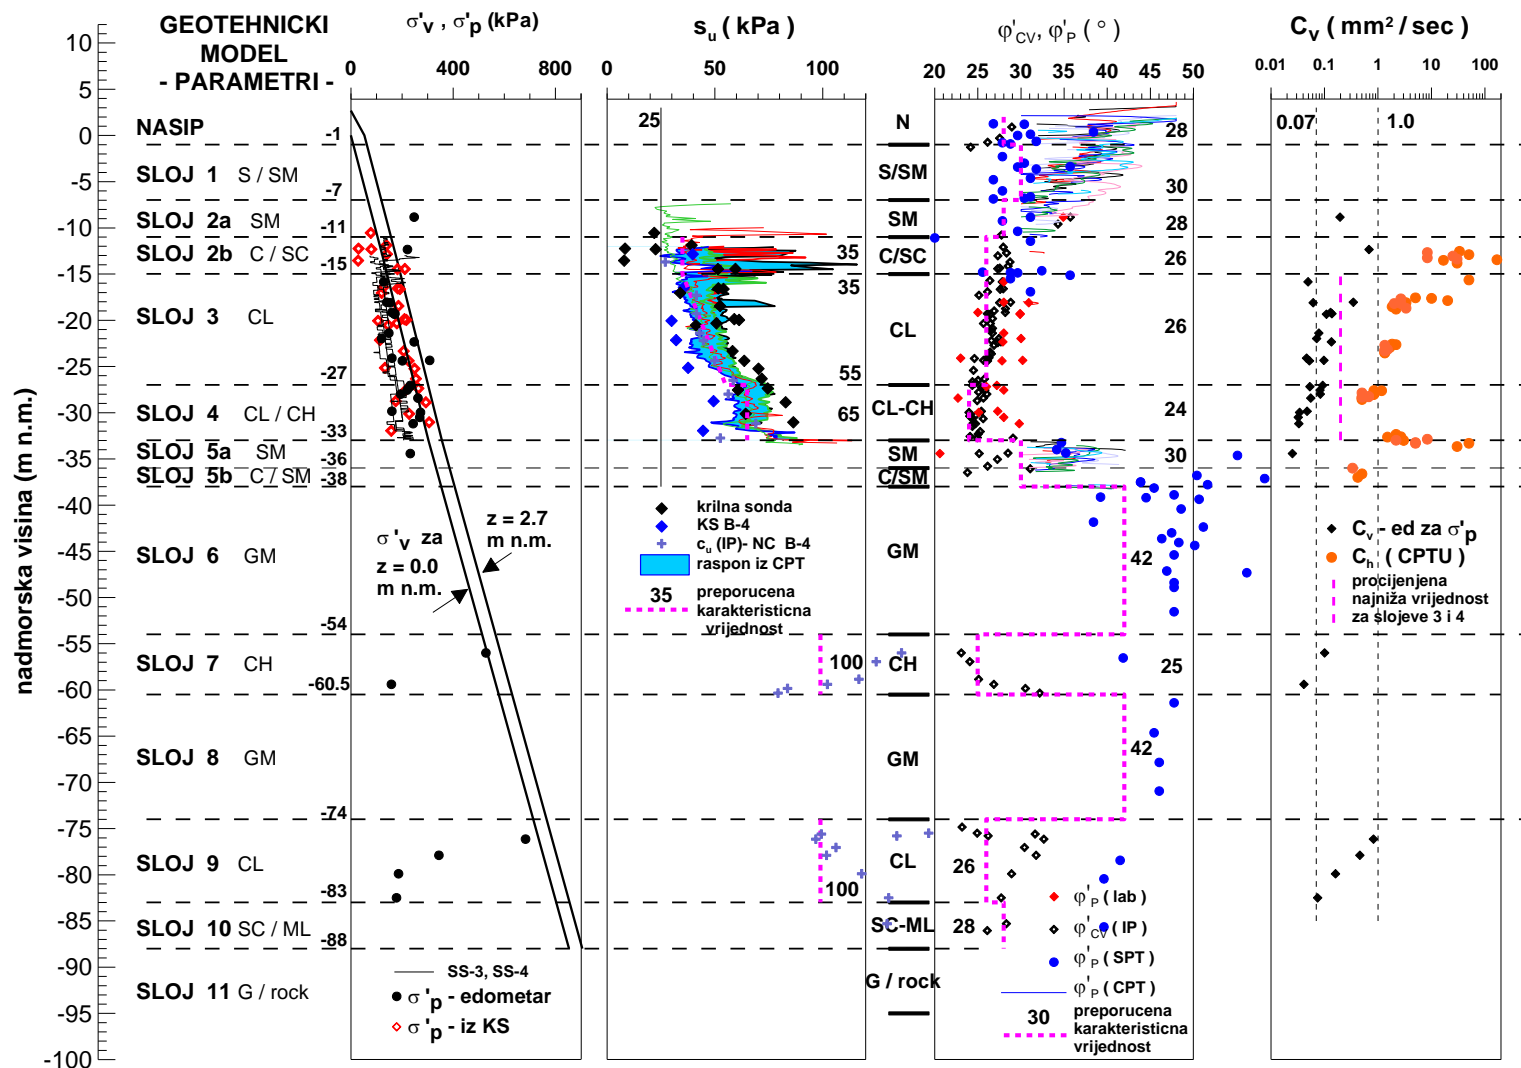 GEOTEHNICKI
MODEL
- PARAMETRI -
σ'v , σ'p (kPa)
0 400 800
s u ( kPa)
0 50 100
φ'CV, φ'P ( ° )
20 25 30 35 40 45 50
C v ( mm² / sec )
0.01 0.1 1 10 100
nadmorska visina (m n.m.)
10
5
0
-5
-10
-15
-20
-25
-30
-35
-40
-45
-50
-55
-60
-65
-70
-75
-80
-85
-90
-95
-100
NASIP
-1
SLOJ 1 S / SM
-7
SLOJ 2a SM
-11
SLOJ 2b C / SC
-15
SLOJ 3 CL
-27
SLOJ 4 CL / CH
-33
SLOJ 5a SM
-36
SLOJ 5b C / SM
-38
SLOJ 6 GM
-54
SLOJ 7 CH
-60.5
SLOJ 8 GM
-74
SLOJ 9 CL
-83
SLOJ 10 SC / ML
-88
SLOJ 11 G / rock
σ'v za
z = 0.0
m n.m.
z = 2.7
m n.m.
SS-3, SS-4
σ'p - edometar
σ'p - iz KS
25
35
35
55
65
krilna sonda
KS B-4
c u (IP)- NC B-4
raspon iz CPT
35 preporucena
karakteristicna
vrijednost
100
100
N
S/SM
SM
C/SC
CL
CL-CH
SM
C/SM
GM
CH
GM
CL
SC-ML
G / rock
28
30
28
26
26
24
30
42
25
42
26
28
φ'P ( lab )
φ'CV ( IP )
φ'P ( SPT )
φ'P ( CPT )
30 preporucena
karakteristicna
vrijednost
0.07 1.0
C v - ed za σ'p
C h ( CPTU )
procijenjena
najniža vrijednost
za slojeve 3 i 4